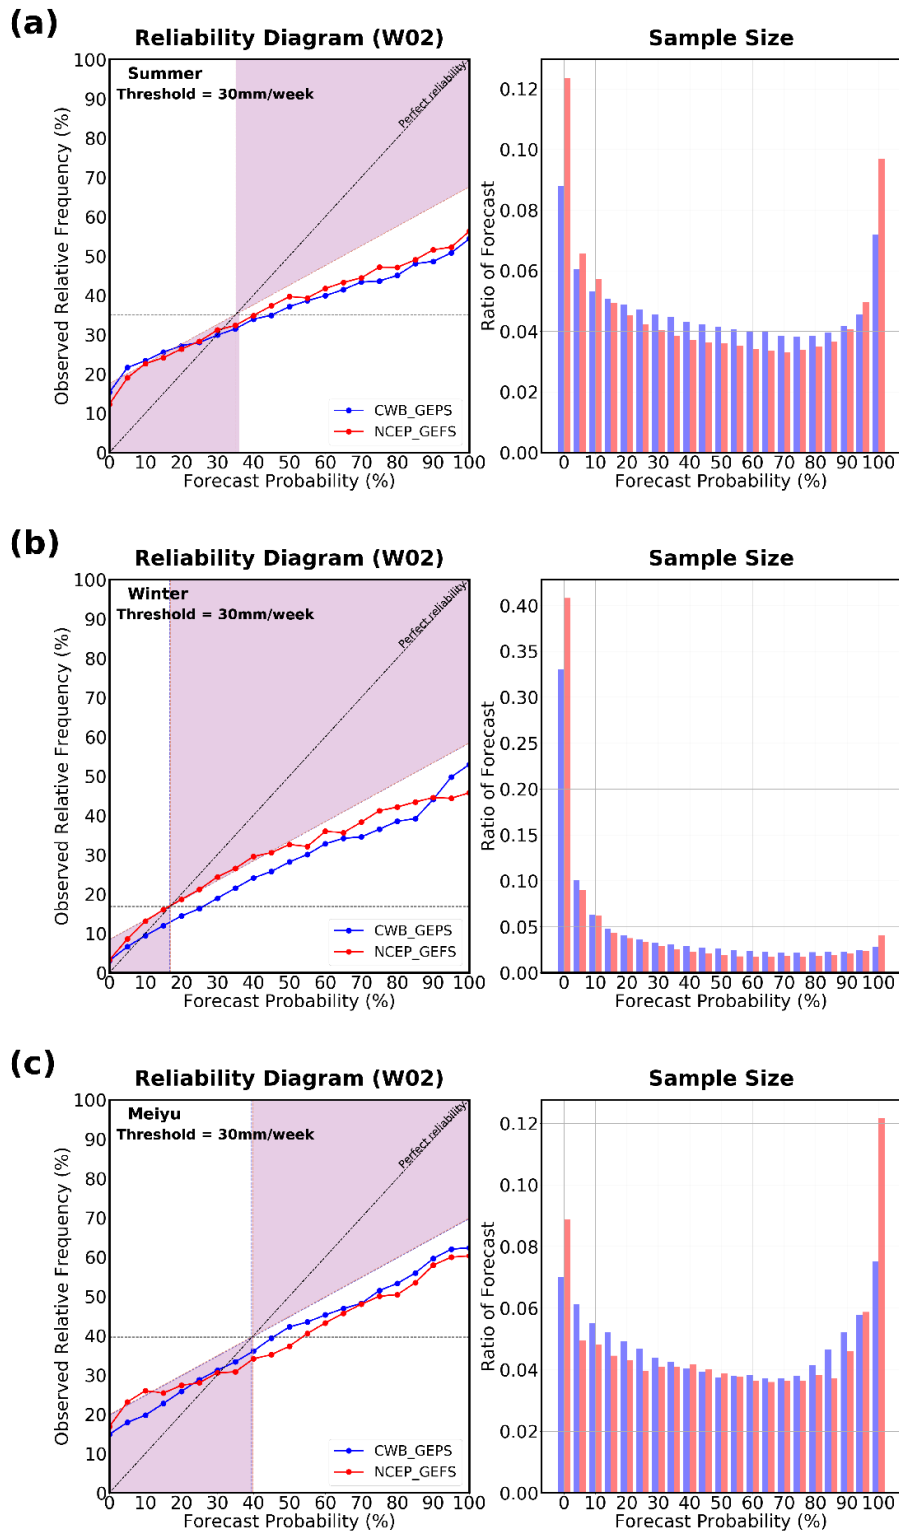 (a)
Reliability Diagram (W02)
Sample Size
Summer
Threshold = 30mm/week
Perfect reliability
Observed Relative Frequency (%)
100
90
80
70
60
50
40
30
20
10
0
CWB_GEPS
NCEP_GEFS
0 10 20 30 40 50 60 70 80 90 100
Forecast Probability (%)
Ratio of Forecast
0.12
0.10
0.08
0.06
0.04
0.02
0.00
0 10 20 30 40 50 60 70 80 90 100
Forecast Probability (%)
(b)
Reliability Diagram (W02)
Sample Size
Winter
Threshold = 30mm/week
Perfect reliability
Observed Relative Frequency (%)
100
90
80
70
60
50
40
30
20
10
0
CWB_GEPS
NCEP_GEFS
0 10 20 30 40 50 60 70 80 90 100
Forecast Probability (%)
Ratio of Forecast
0.40
0.35
0.30
0.25
0.20
0.15
0.10
0.05
0.00
0 10 20 30 40 50 60 70 80 90 100
Forecast Probability (%)
(c)
Reliability Diagram (W02)
Sample Size
Meiyu
Threshold = 30mm/week
Perfect reliability
Observed Relative Frequency (%)
100
90
80
70
60
50
40
30
20
10
0
CWB_GEPS
NCEP_GEFS
0 10 20 30 40 50 60 70 80 90 100
Forecast Probability (%)
Ratio of Forecast
0.12
0.10
0.08
0.06
0.04
0.02
0.00
0 10 20 30 40 50 60 70 80 90 100
Forecast Probability (%)